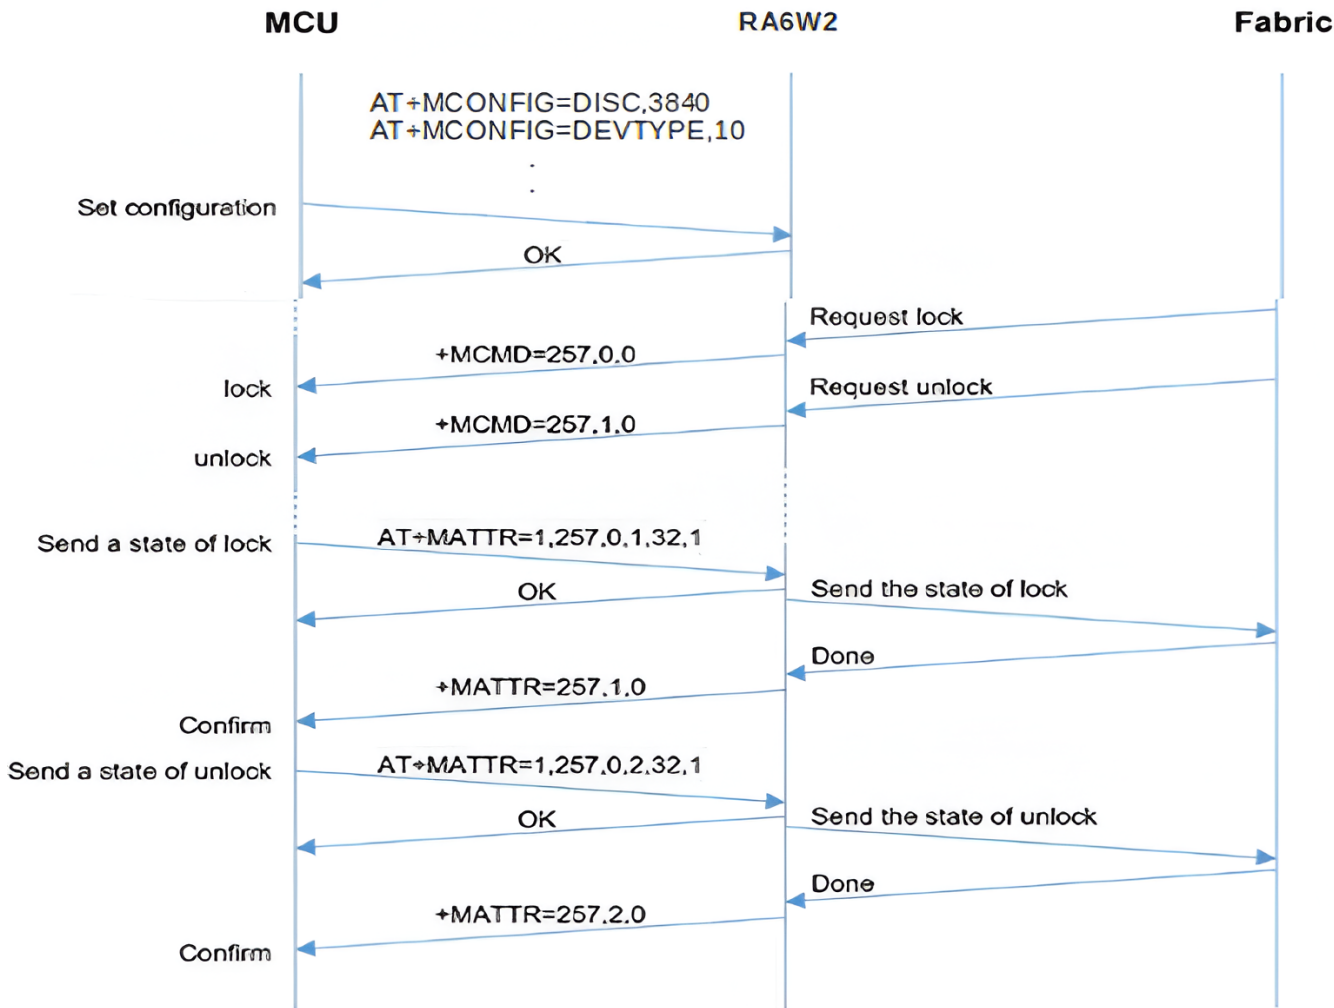 MCU RA6W2 Fabric
AT+MCONFIG=DISC,3840
AT+MCONFIG=DEVTYPE,10
.
.
Set configuration
OK
Request lock
+MCMD=257,0,0
lock
Request unlock
+MCMD=257,1,0
unlock
AT+MATTR=1,257,0,1,32,1
Send a state of lock
OK
Send the state of lock
Done
+MATTR=257,1,0
Confirm
AT+MATTR=1,257,0,2,32,1
Send a state of unlock
OK
Send the state of unlock
Done
+MATTR=257,2,0
Confirm